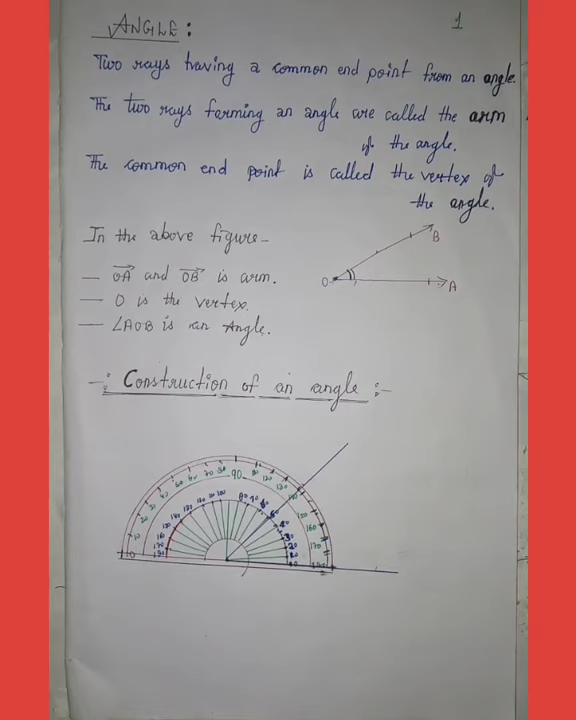 ANGLE:
1
Two rays having a common end point from an angle.
The two rays farming an angle are called the arm
of the angle.
The common end point is called the vertex of
the angle.
In the above figure-
— OA and OB is arm.
— O is the vertex.
— ∠AOB is an Angle.
B
O
A
-: Construction of an angle :-
90